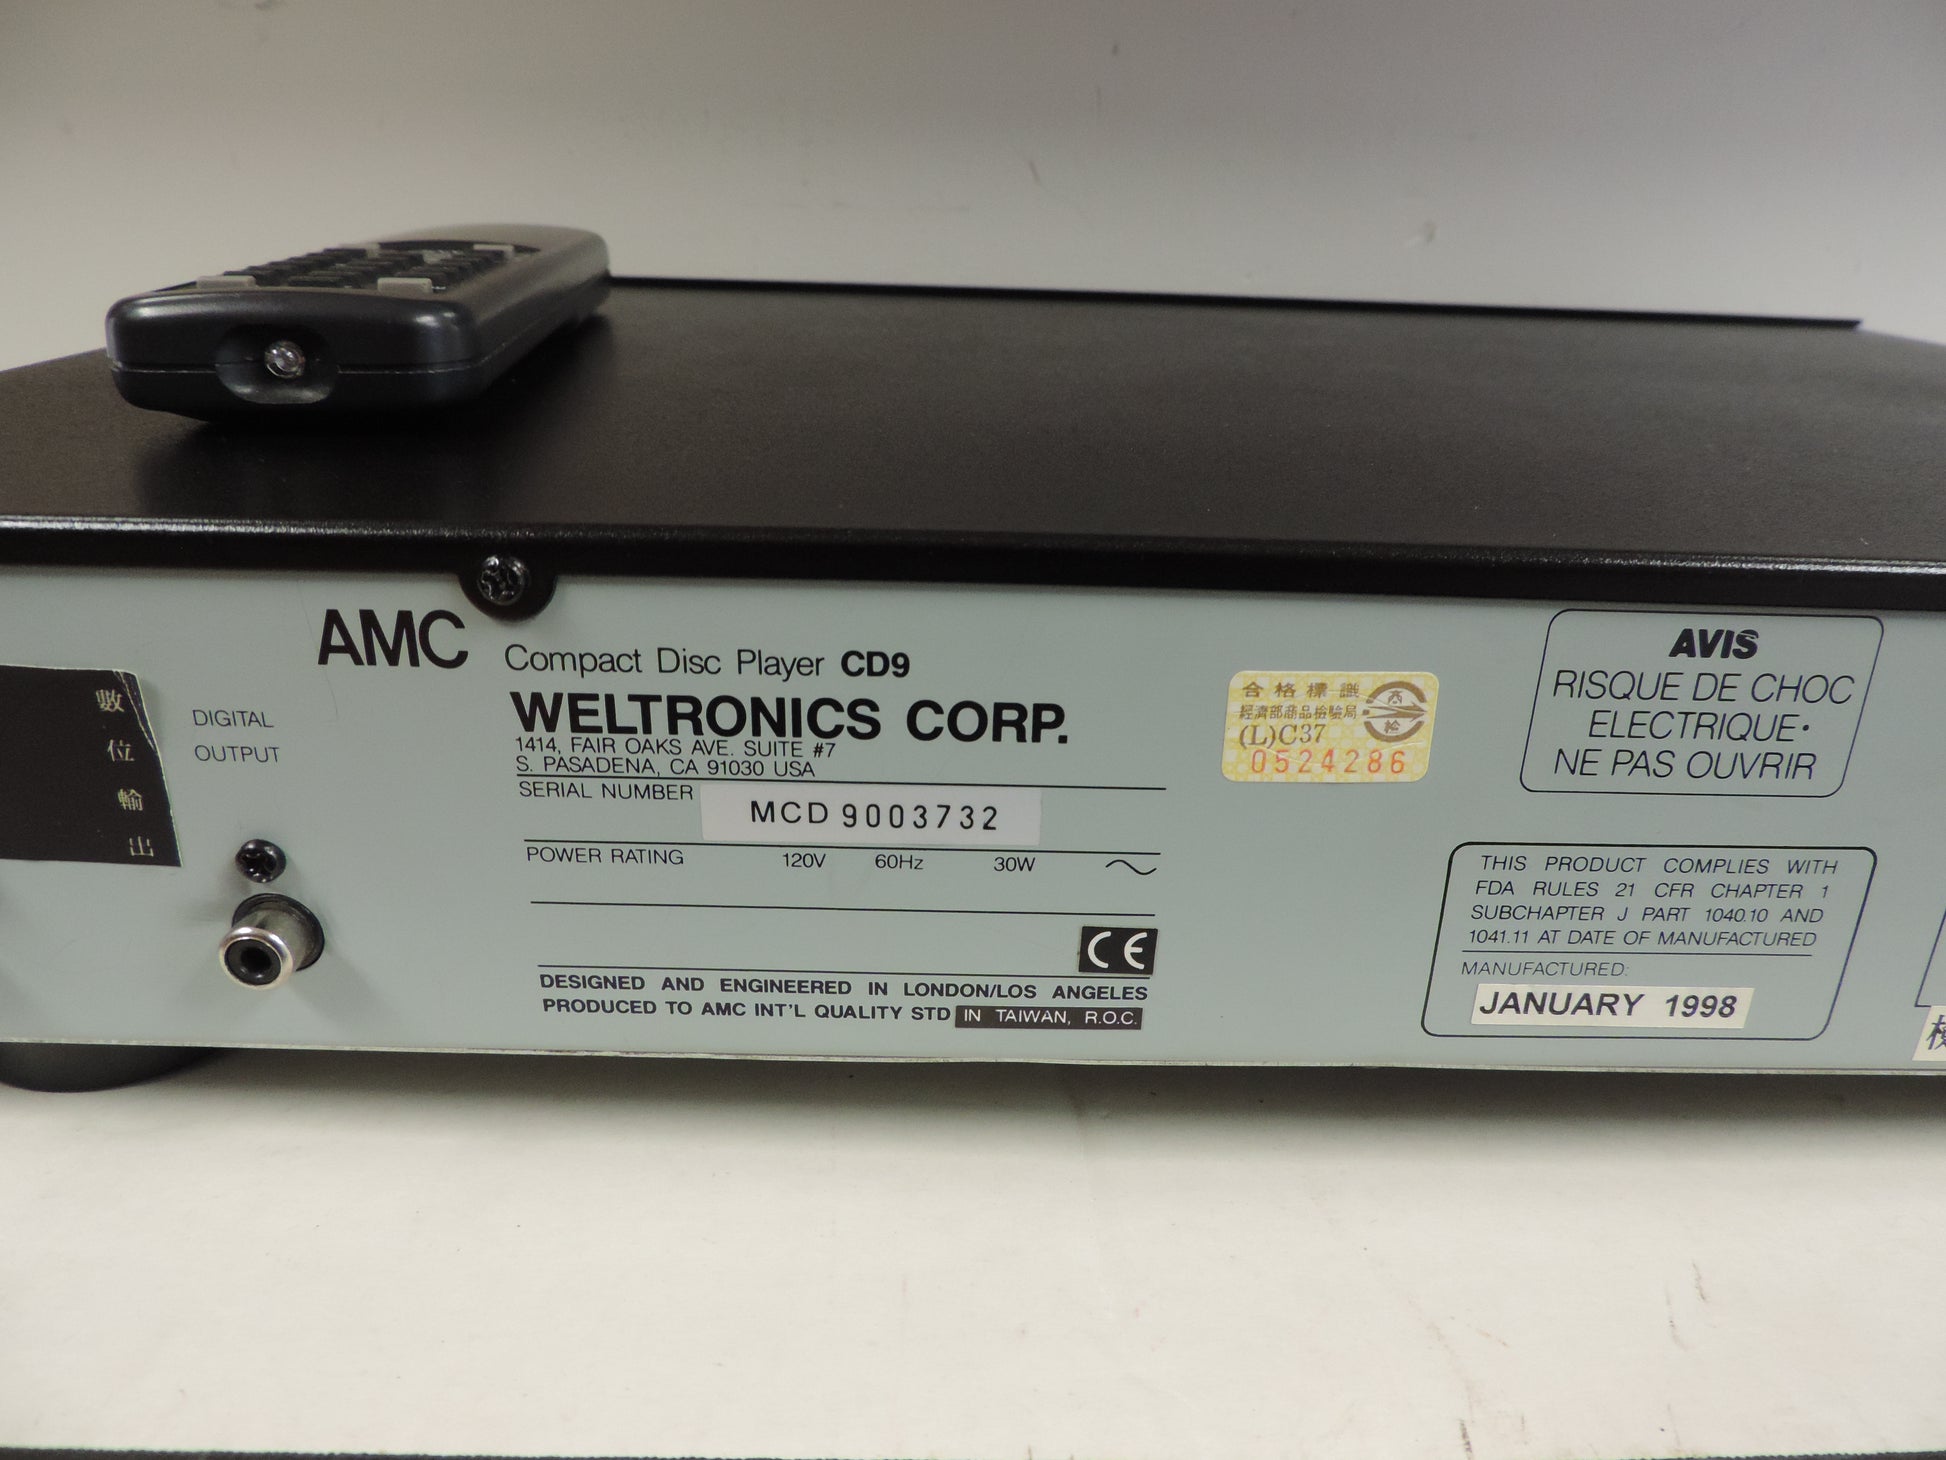 AMC Compact Disc Player CD9
WELTRONICS CORP.
1414, FAIR OAKS AVE. SUITE #7
S. PASADENA, CA 91030 USA
SERIAL NUMBER MCD 9003732
POWER RATING 120V 60Hz 30W
CE
DESIGNED AND ENGINEERED IN LONDON/LOS ANGELES
PRODUCED TO AMC INT'L QUALITY STD IN TAIWAN, R.O.C.
數位輸出
DIGITAL
OUTPUT
合格標識
經濟部商品檢驗局
(L)C37
0524286
AVIS
RISQUE DE CHOC
ELECTRIQUE·
NE PAS OUVRIR
THIS PRODUCT COMPLIES WITH
FDA RULES 21 CFR CHAPTER 1
SUBCHAPTER J PART 1040.10 AND
1041.11 AT DATE OF MANUFACTURED
MANUFACTURED:
JANUARY 1998